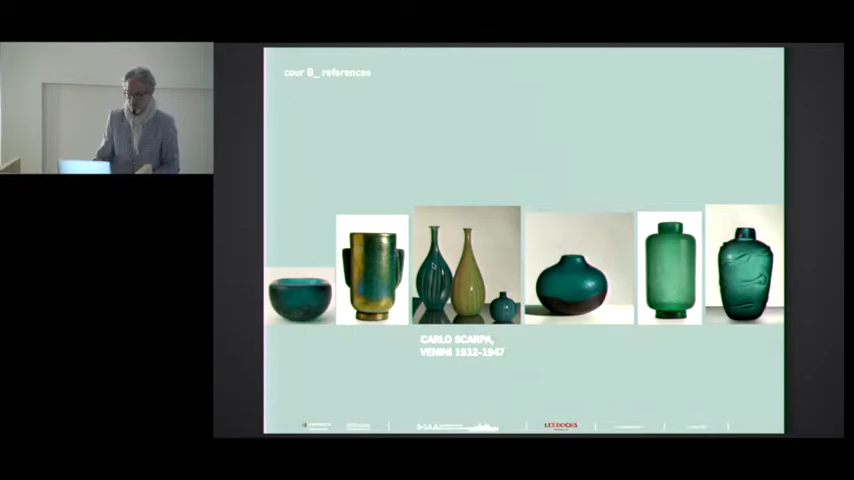 cour B_ references
CARLO SCARPA,
VENINI 1932-1947
LES DOCKS